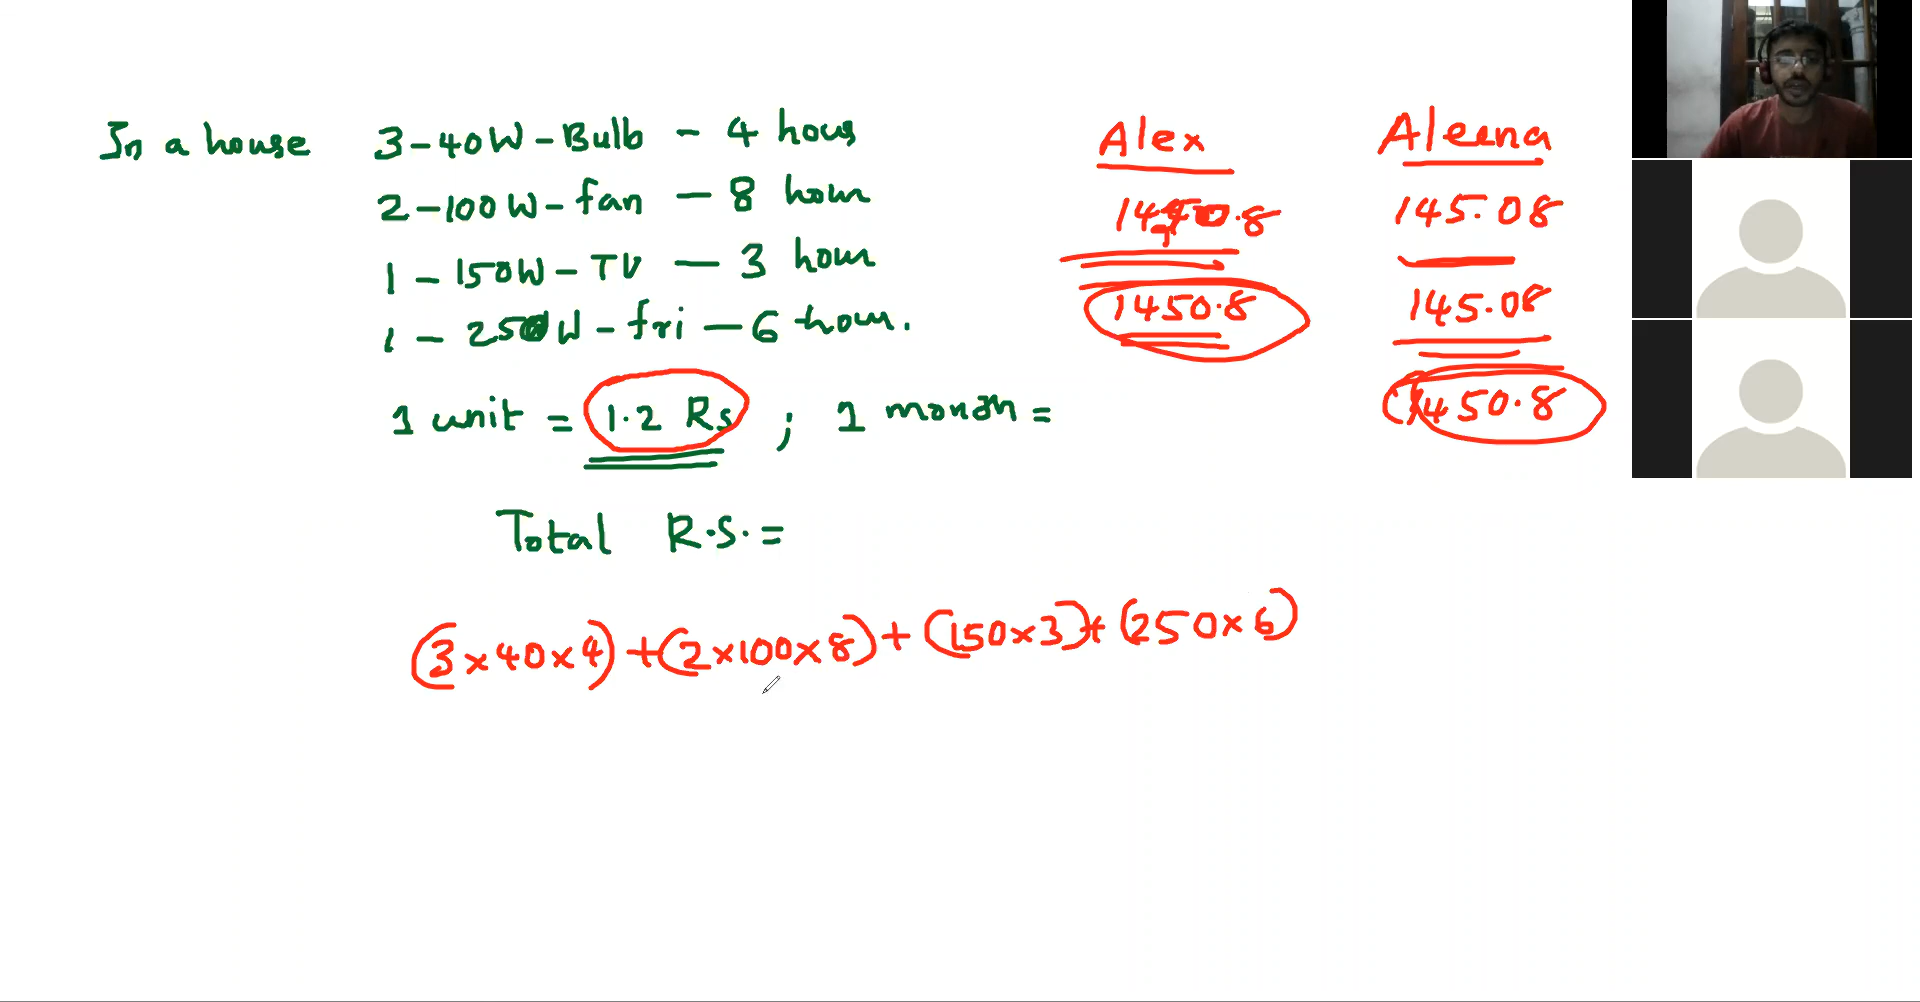 In a house 3-40W-Bulb - 4 hous
2-100W-fan - 8 hour
1 - 150W - TV - 3 hour
1 - 250W - fri - 6 hour.
1 unit = 1.2 Rs ; 1 month =
Total R.S. =
Alex
1450.8
1450.8
Aleena
145.08
145.08
1450.8
(3×40×4) + (2×100×8) + (150×3) + (250×6)